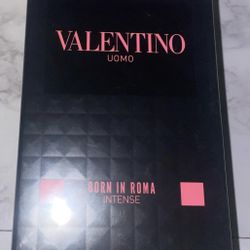 VALENTINO
UOMO
BORN IN ROMA
INTENSE